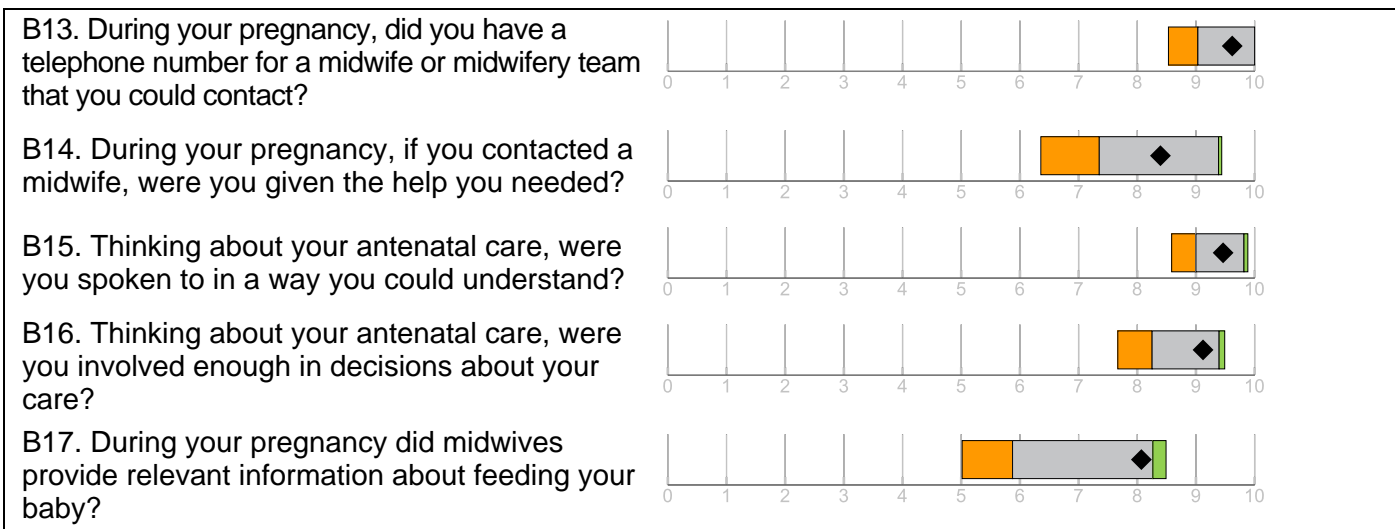 B13. During your pregnancy, did you have a
telephone number for a midwife or midwifery team
that you could contact?
0 1 2 3 4 5 6 7 8 9 10
B14. During your pregnancy, if you contacted a
midwife, were you given the help you needed?
0 1 2 3 4 5 6 7 8 9 10
B15. Thinking about your antenatal care, were
you spoken to in a way you could understand?
0 1 2 3 4 5 6 7 8 9 10
B16. Thinking about your antenatal care, were
you involved enough in decisions about your
care?
0 1 2 3 4 5 6 7 8 9 10
B17. During your pregnancy did midwives
provide relevant information about feeding your
baby?
0 1 2 3 4 5 6 7 8 9 10